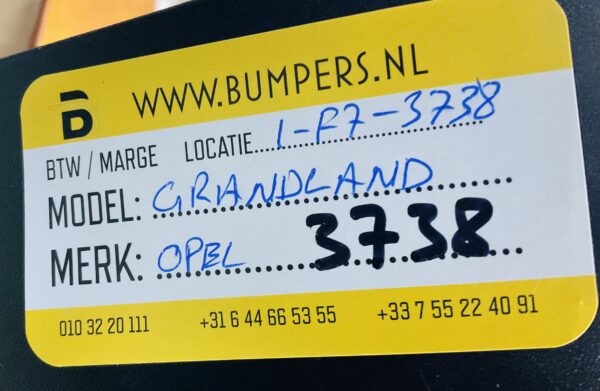 WWW.BUMPERS.NL
BTW / MARGE LOCATIE 1-F7-3738
MODEL: GRANDLAND
MERK: OPEL 3738
010 32 20 111 +31 6 44 66 53 55 +33 7 55 22 40 91